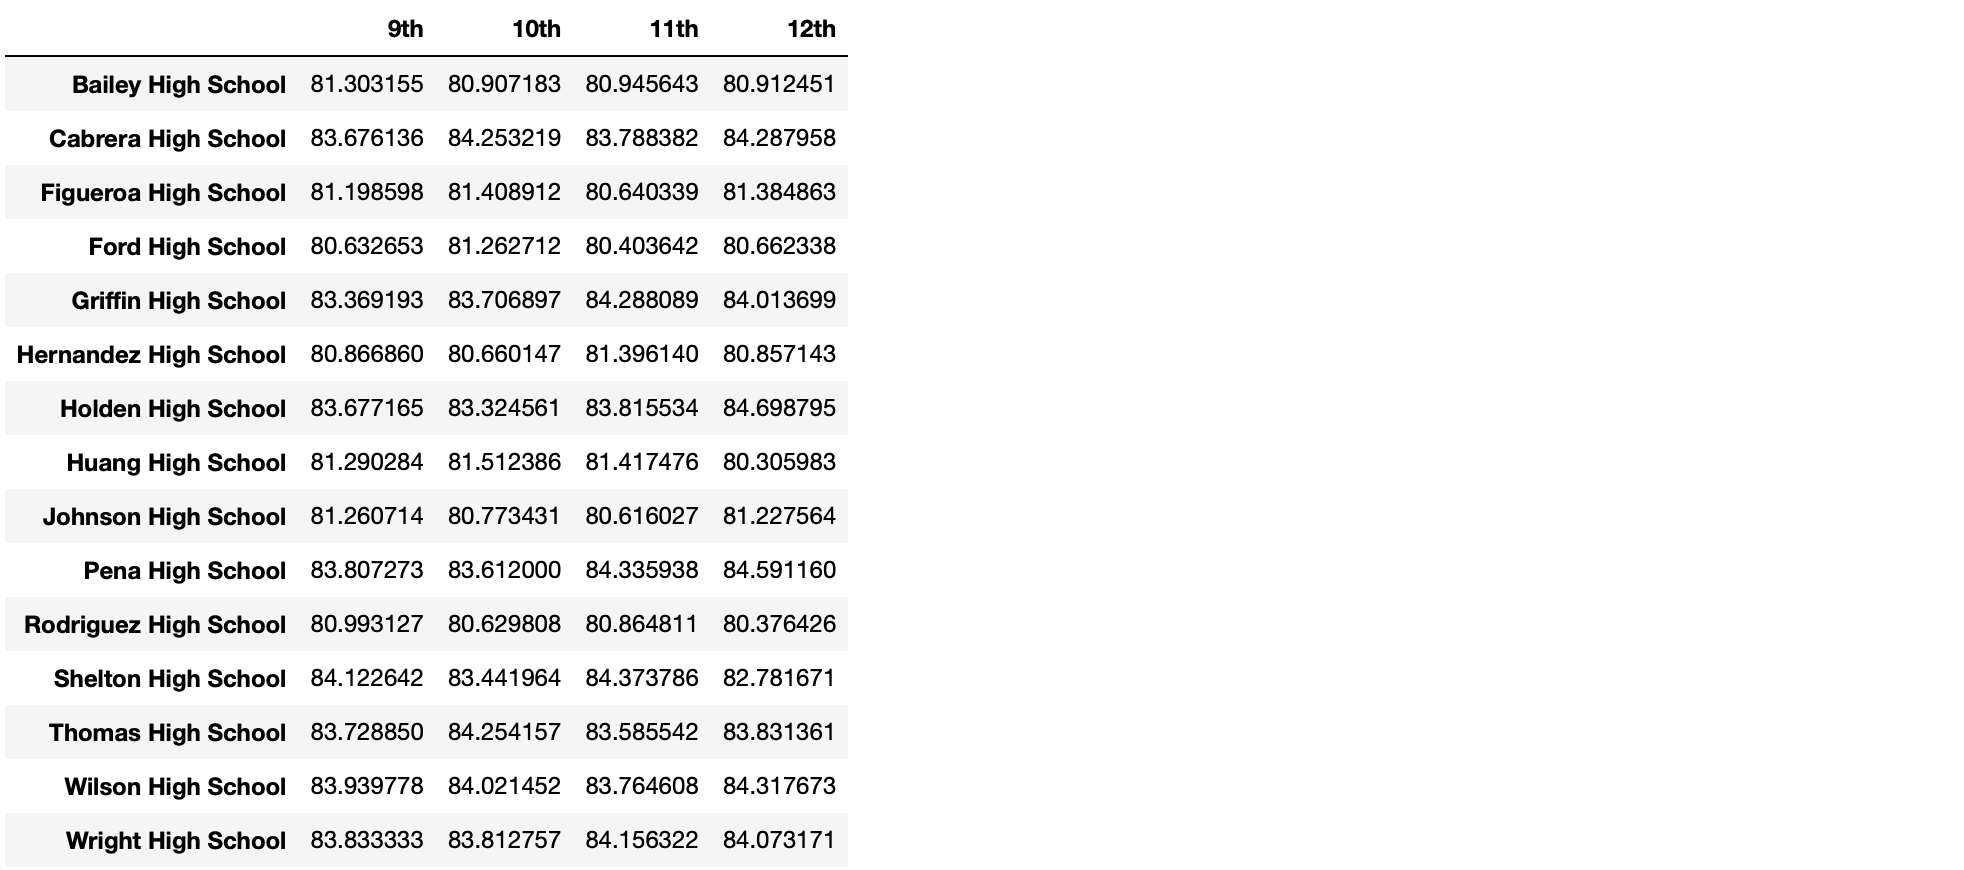 9th 10th 11th 12th
Bailey High School 81.303155 80.907183 80.945643 80.912451
Cabrera High School 83.676136 84.253219 83.788382 84.287958
Figueroa High School 81.198598 81.408912 80.640339 81.384863
Ford High School 80.632653 81.262712 80.403642 80.662338
Griffin High School 83.369193 83.706897 84.288089 84.013699
Hernandez High School 80.866860 80.660147 81.396140 80.857143
Holden High School 83.677165 83.324561 83.815534 84.698795
Huang High School 81.290284 81.512386 81.417476 80.305983
Johnson High School 81.260714 80.773431 80.616027 81.227564
Pena High School 83.807273 83.612000 84.335938 84.591160
Rodriguez High School 80.993127 80.629808 80.864811 80.376426
Shelton High School 84.122642 83.441964 84.373786 82.781671
Thomas High School 83.728850 84.254157 83.585542 83.831361
Wilson High School 83.939778 84.021452 83.764608 84.317673
Wright High School 83.833333 83.812757 84.156322 84.073171